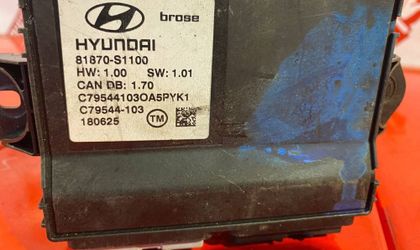 brose
HYUNDAI
81870-S1100
HW: 1.00 SW: 1.01
CAN DB: 1.70
C79544103OA5PYK1
C79544-103
180625 TM